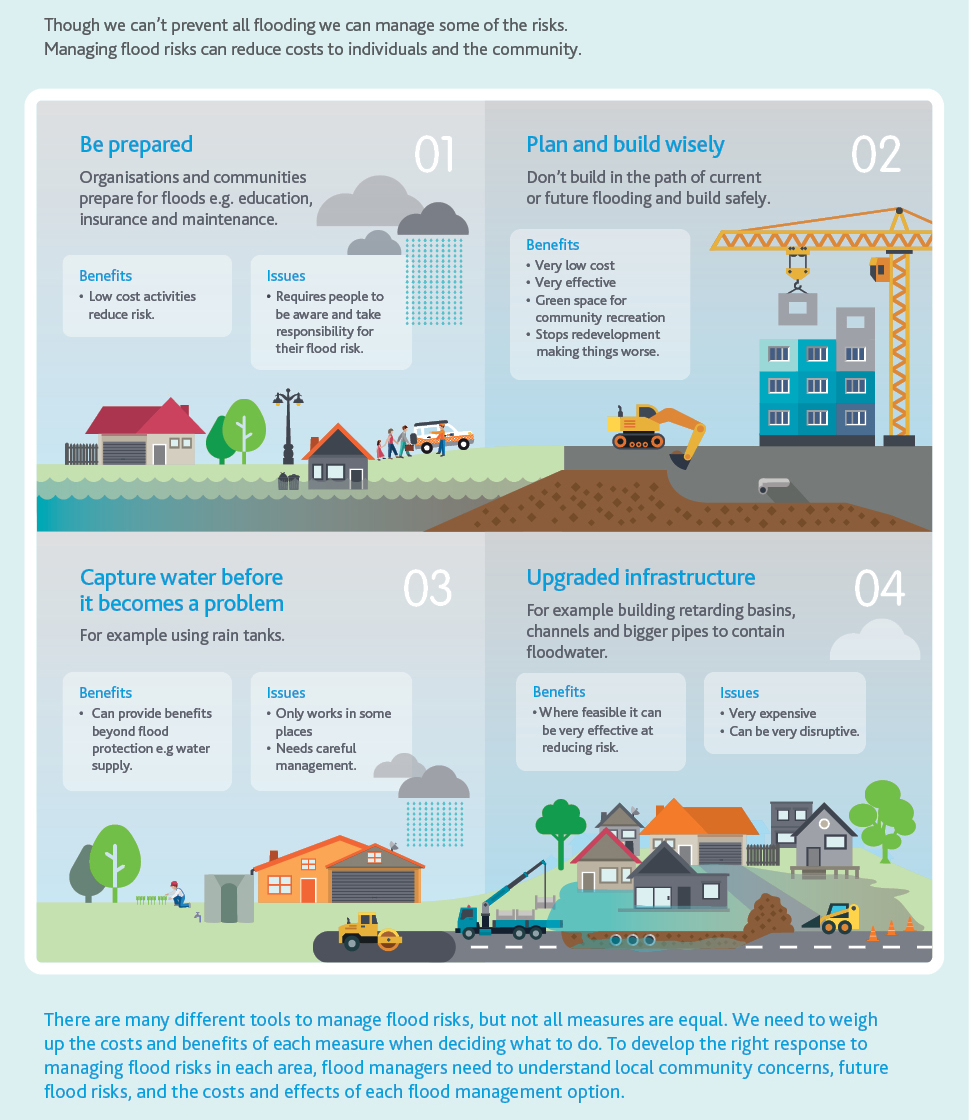 Though we can't prevent all flooding we can manage some of the risks.
Managing flood risks can reduce costs to individuals and the community.
Be prepared
01
Organisations and communities
prepare for floods e.g. education,
insurance and maintenance.
Benefits
• Low cost activities
reduce risk.
Issues
• Requires people to
be aware and take
responsibility for
their flood risk.
Plan and build wisely
02
Don't build in the path of current
or future flooding and build safely.
Benefits
• Very low cost
• Very effective
• Green space for
community recreation
• Stops redevelopment
making things worse.
Capture water before
it becomes a problem
03
For example using rain tanks.
Benefits
• Can provide benefits
beyond flood
protection e.g water
supply.
Issues
• Only works in some
places
• Needs careful
management.
Upgraded infrastructure
04
For example building retarding basins,
channels and bigger pipes to contain
floodwater.
Benefits
• Where feasible it can
be very effective at
reducing risk.
Issues
• Very expensive
• Can be very disruptive.
There are many different tools to manage flood risks, but not all measures are equal. We need to weigh
up the costs and benefits of each measure when deciding what to do. To develop the right response to
managing flood risks in each area, flood managers need to understand local community concerns, future
flood risks, and the costs and effects of each flood management option.